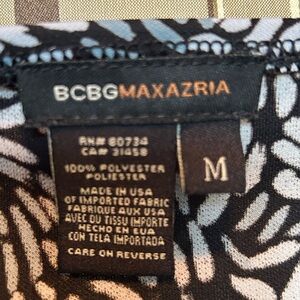 BCBGMAXAZRIA
M
RN# 80734
CA# 31458
100% POLYESTER
POLIESTER
MADE IN USA
OF IMPORTED FABRIC
FABRIQUE AUX USA
AVEC DU TISSU IMPORTE
HECHO EN EUA
CON TELA IMPORTADA
CARE ON REVERSE